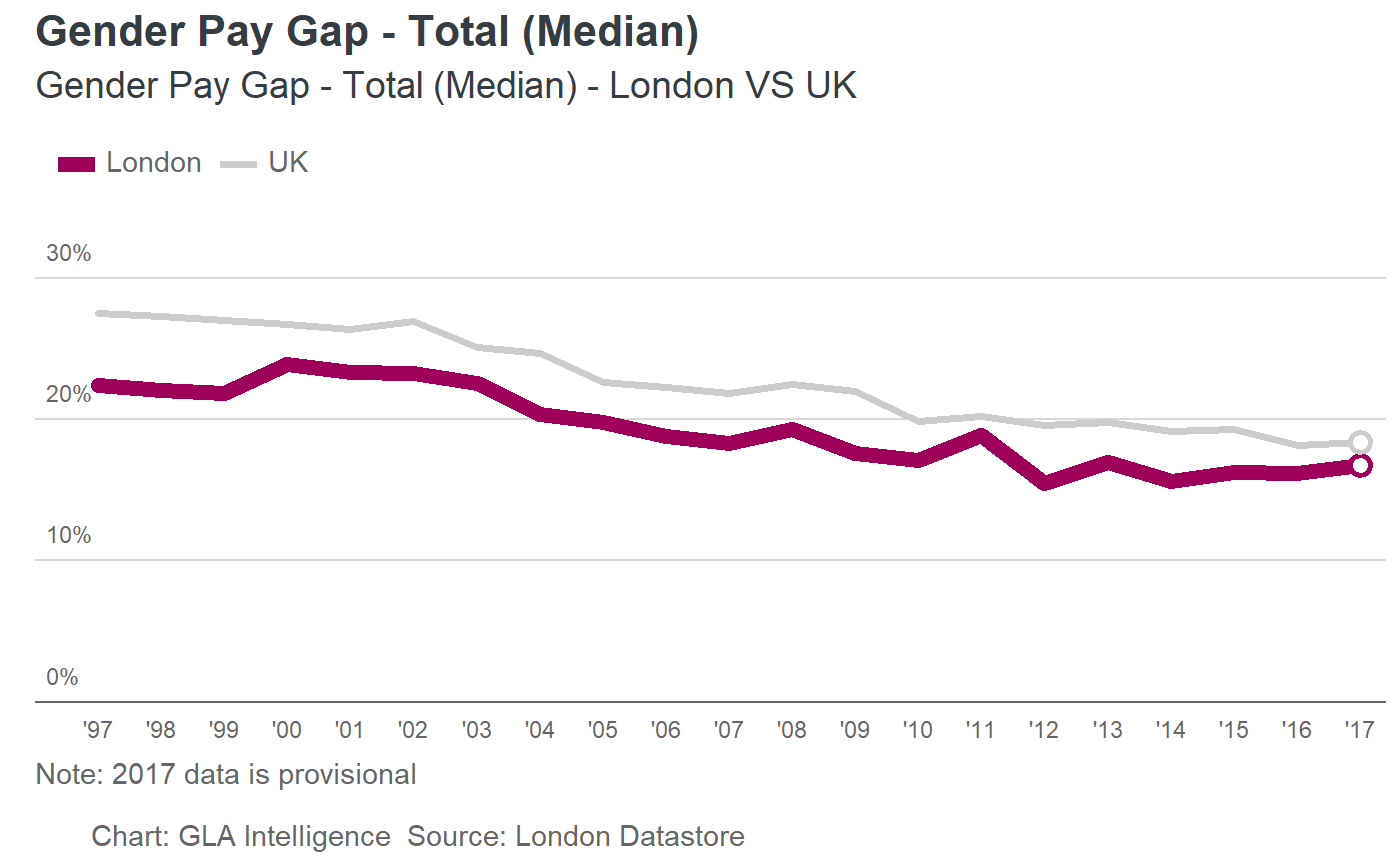 Gender Pay Gap - Total (Median)
Gender Pay Gap - Total (Median) - London VS UK
London UK
30%
20%
10%
0%
'97 '98 '99 '00 '01 '02 '03 '04 '05 '06 '07 '08 '09 '10 '11 '12 '13 '14 '15 '16 '17
Note: 2017 data is provisional
Chart: GLA Intelligence  Source: London Datastore